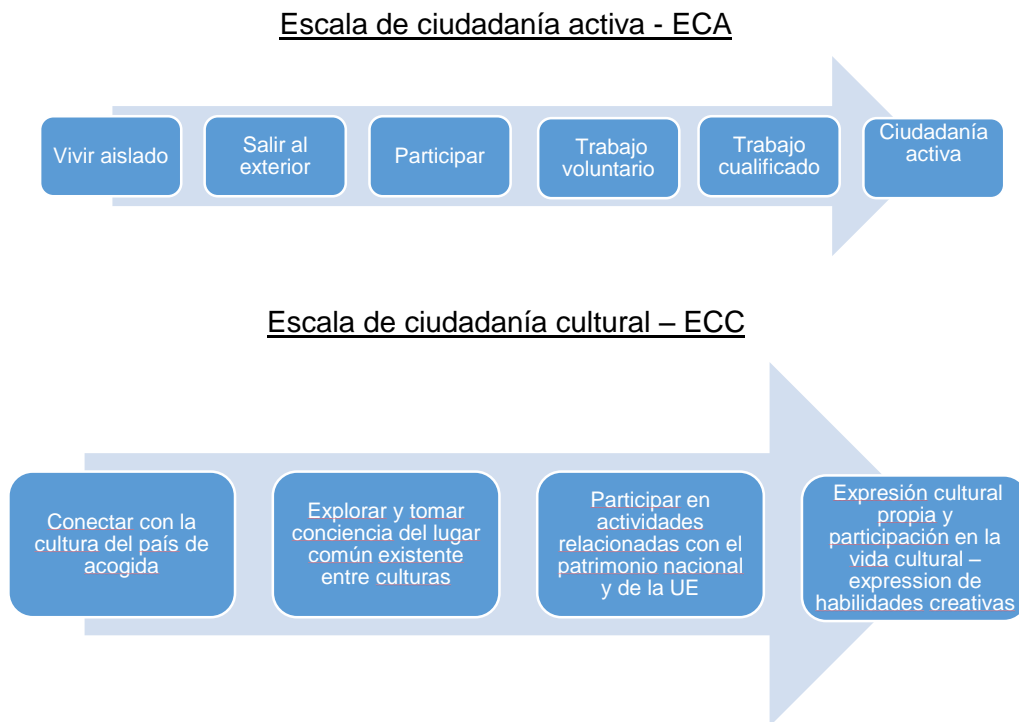 Escala de ciudadanía activa - ECA
Vivir aislado
Salir al
exterior
Participar
Trabajo
voluntario
Trabajo
cualificado
Ciudadanía
activa
Escala de ciudadanía cultural – ECC
Conectar con la
cultura del país de
acogida
Explorar y tomar
conciencia del lugar
común existente
entre culturas
Participar en
actividades
relacionadas con el
patrimonio nacional
y de la UE
Expresión cultural
propia y
participación en la
vida cultural –
expression de
habilidades creativas